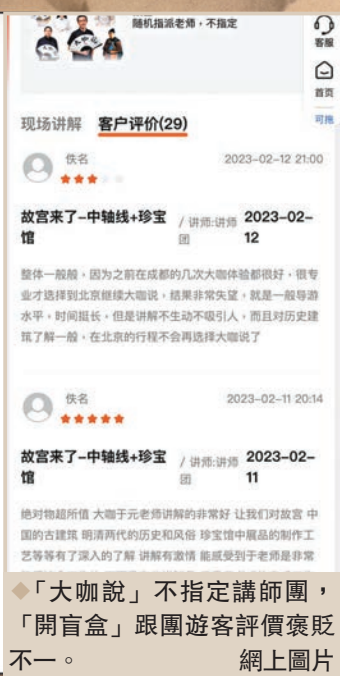 随机指派老师，不指定
客服
首页
可拖
现场讲解 客户评价(29)
佚名 2023-02-12 21:00
故宫来了-中轴线+珍宝馆 / 讲师:讲师团 2023-02-12
整体一般般，因为之前在成都的几次大咖体验都很好，很专
业才选择到北京继续大咖说，结果非常失望，就是一般导游
水平，时间挺长，但是讲解不生动不吸引人，而且对历史建
筑了解一般，在北京的行程不会再选择大咖说了
佚名 2023-02-11 20:14
故宫来了-中轴线+珍宝馆 / 讲师:讲师团 2023-02-11
绝对物超所值 大咖于元老师讲解的非常好 让我们对故宫 中
国的古建筑 明清两代的历史和风俗 珍宝馆中展品的制作工
艺等等有了深入的了解 讲解有激情 能感受到于老师是非常
◆「大咖說」不指定講師團，
「開盲盒」跟團遊客評價褒貶
不一。 網上圖片